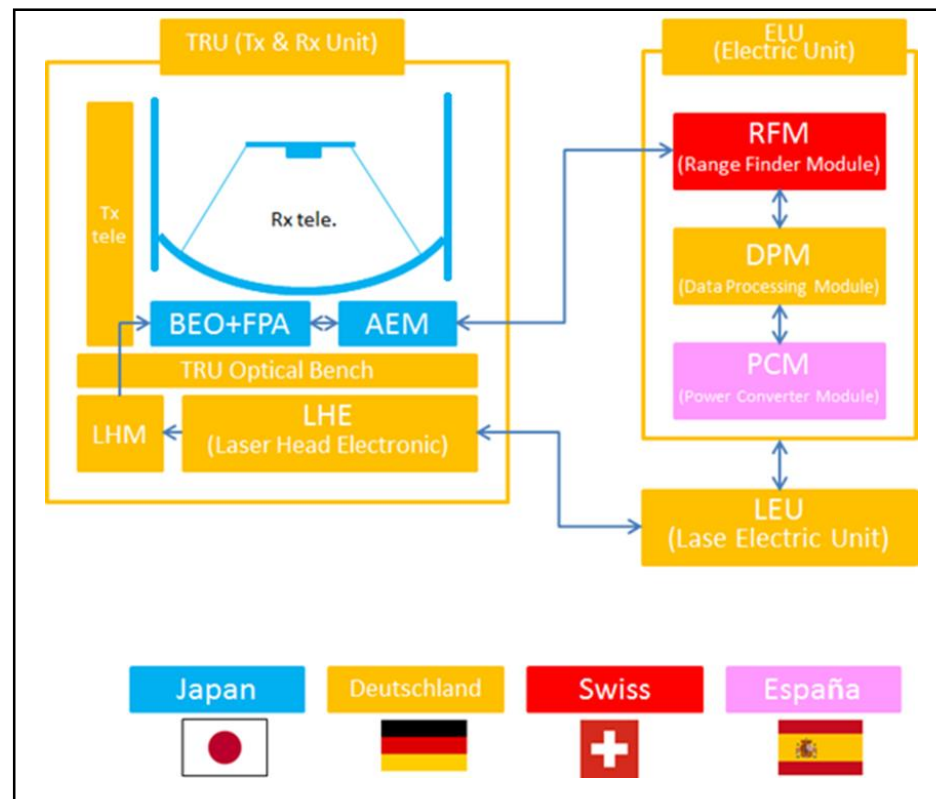 TRU (Tx & Rx Unit)
ELU
(Electric Unit)
Tx
tele
Rx tele.
RFM
(Range Finder Module)
DPM
(Data Processing Module)
BEO+FPA
AEM
PCM
(Power Converter Module)
TRU Optical Bench
LHM
LHE
(Laser Head Electronic)
LEU
(Lase Electric Unit)
Japan
Deutschland
Swiss
España